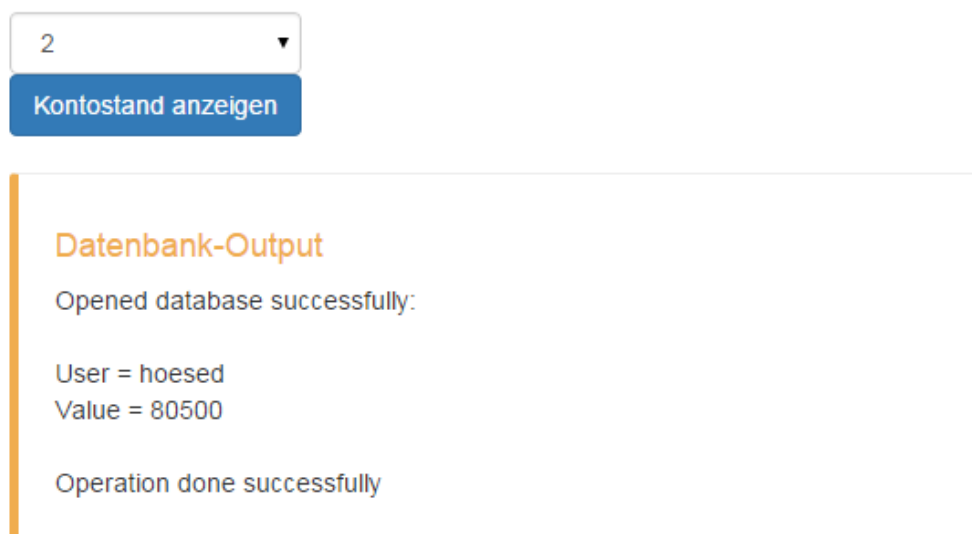 2
Kontostand anzeigen
Datenbank-Output
Opened database successfully:
User = hoesed
Value = 80500
Operation done successfully